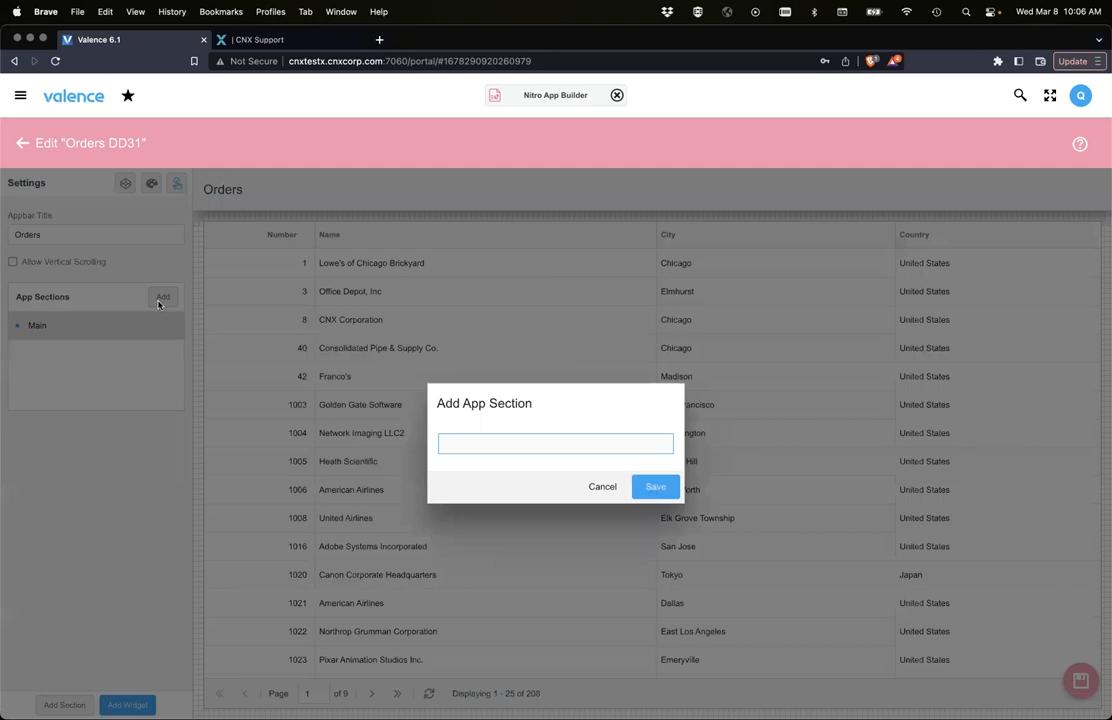 Brave File Edit View History Bookmarks Profiles Tab Window Help Wed Mar 8 10:06 AM
Valence 6.1 | CNX Support
Not Secure cnxtestx.cnxcorp.com:7060/portal/#1678290920260979 Update
valence Nitro App Builder Q
Edit "Orders DD31"
Settings Orders
Appbar Title
Orders
Number Name City Country
Allow Vertical Scrolling
1 Lowe's of Chicago Brickyard Chicago United States
App Sections Add
3 Office Depot, Inc Elmhurst United States
Main
8 CNX Corporation Chicago United States
40 Consolidated Pipe & Supply Co. Chicago United States
42 Franco's Madison United States
Add App Section
1003 Golden Gate Software ancisco United States
1004 Network Imaging LLC2 ngton United States
1005 Heath Scientific Hill United States
1006 American Airlines orth United States
Cancel Save
1008 United Airlines Elk Grove Township United States
1016 Adobe Systems Incorporated San Jose United States
1020 Canon Corporate Headquarters Tokyo Japan
1021 American Airlines Dallas United States
1022 Northrop Grumman Corporation East Los Angeles United States
1023 Pixar Animation Studios Inc. Emeryville United States
Page 1 of 9 Displaying 1 - 25 of 208
Add Section Add Widget